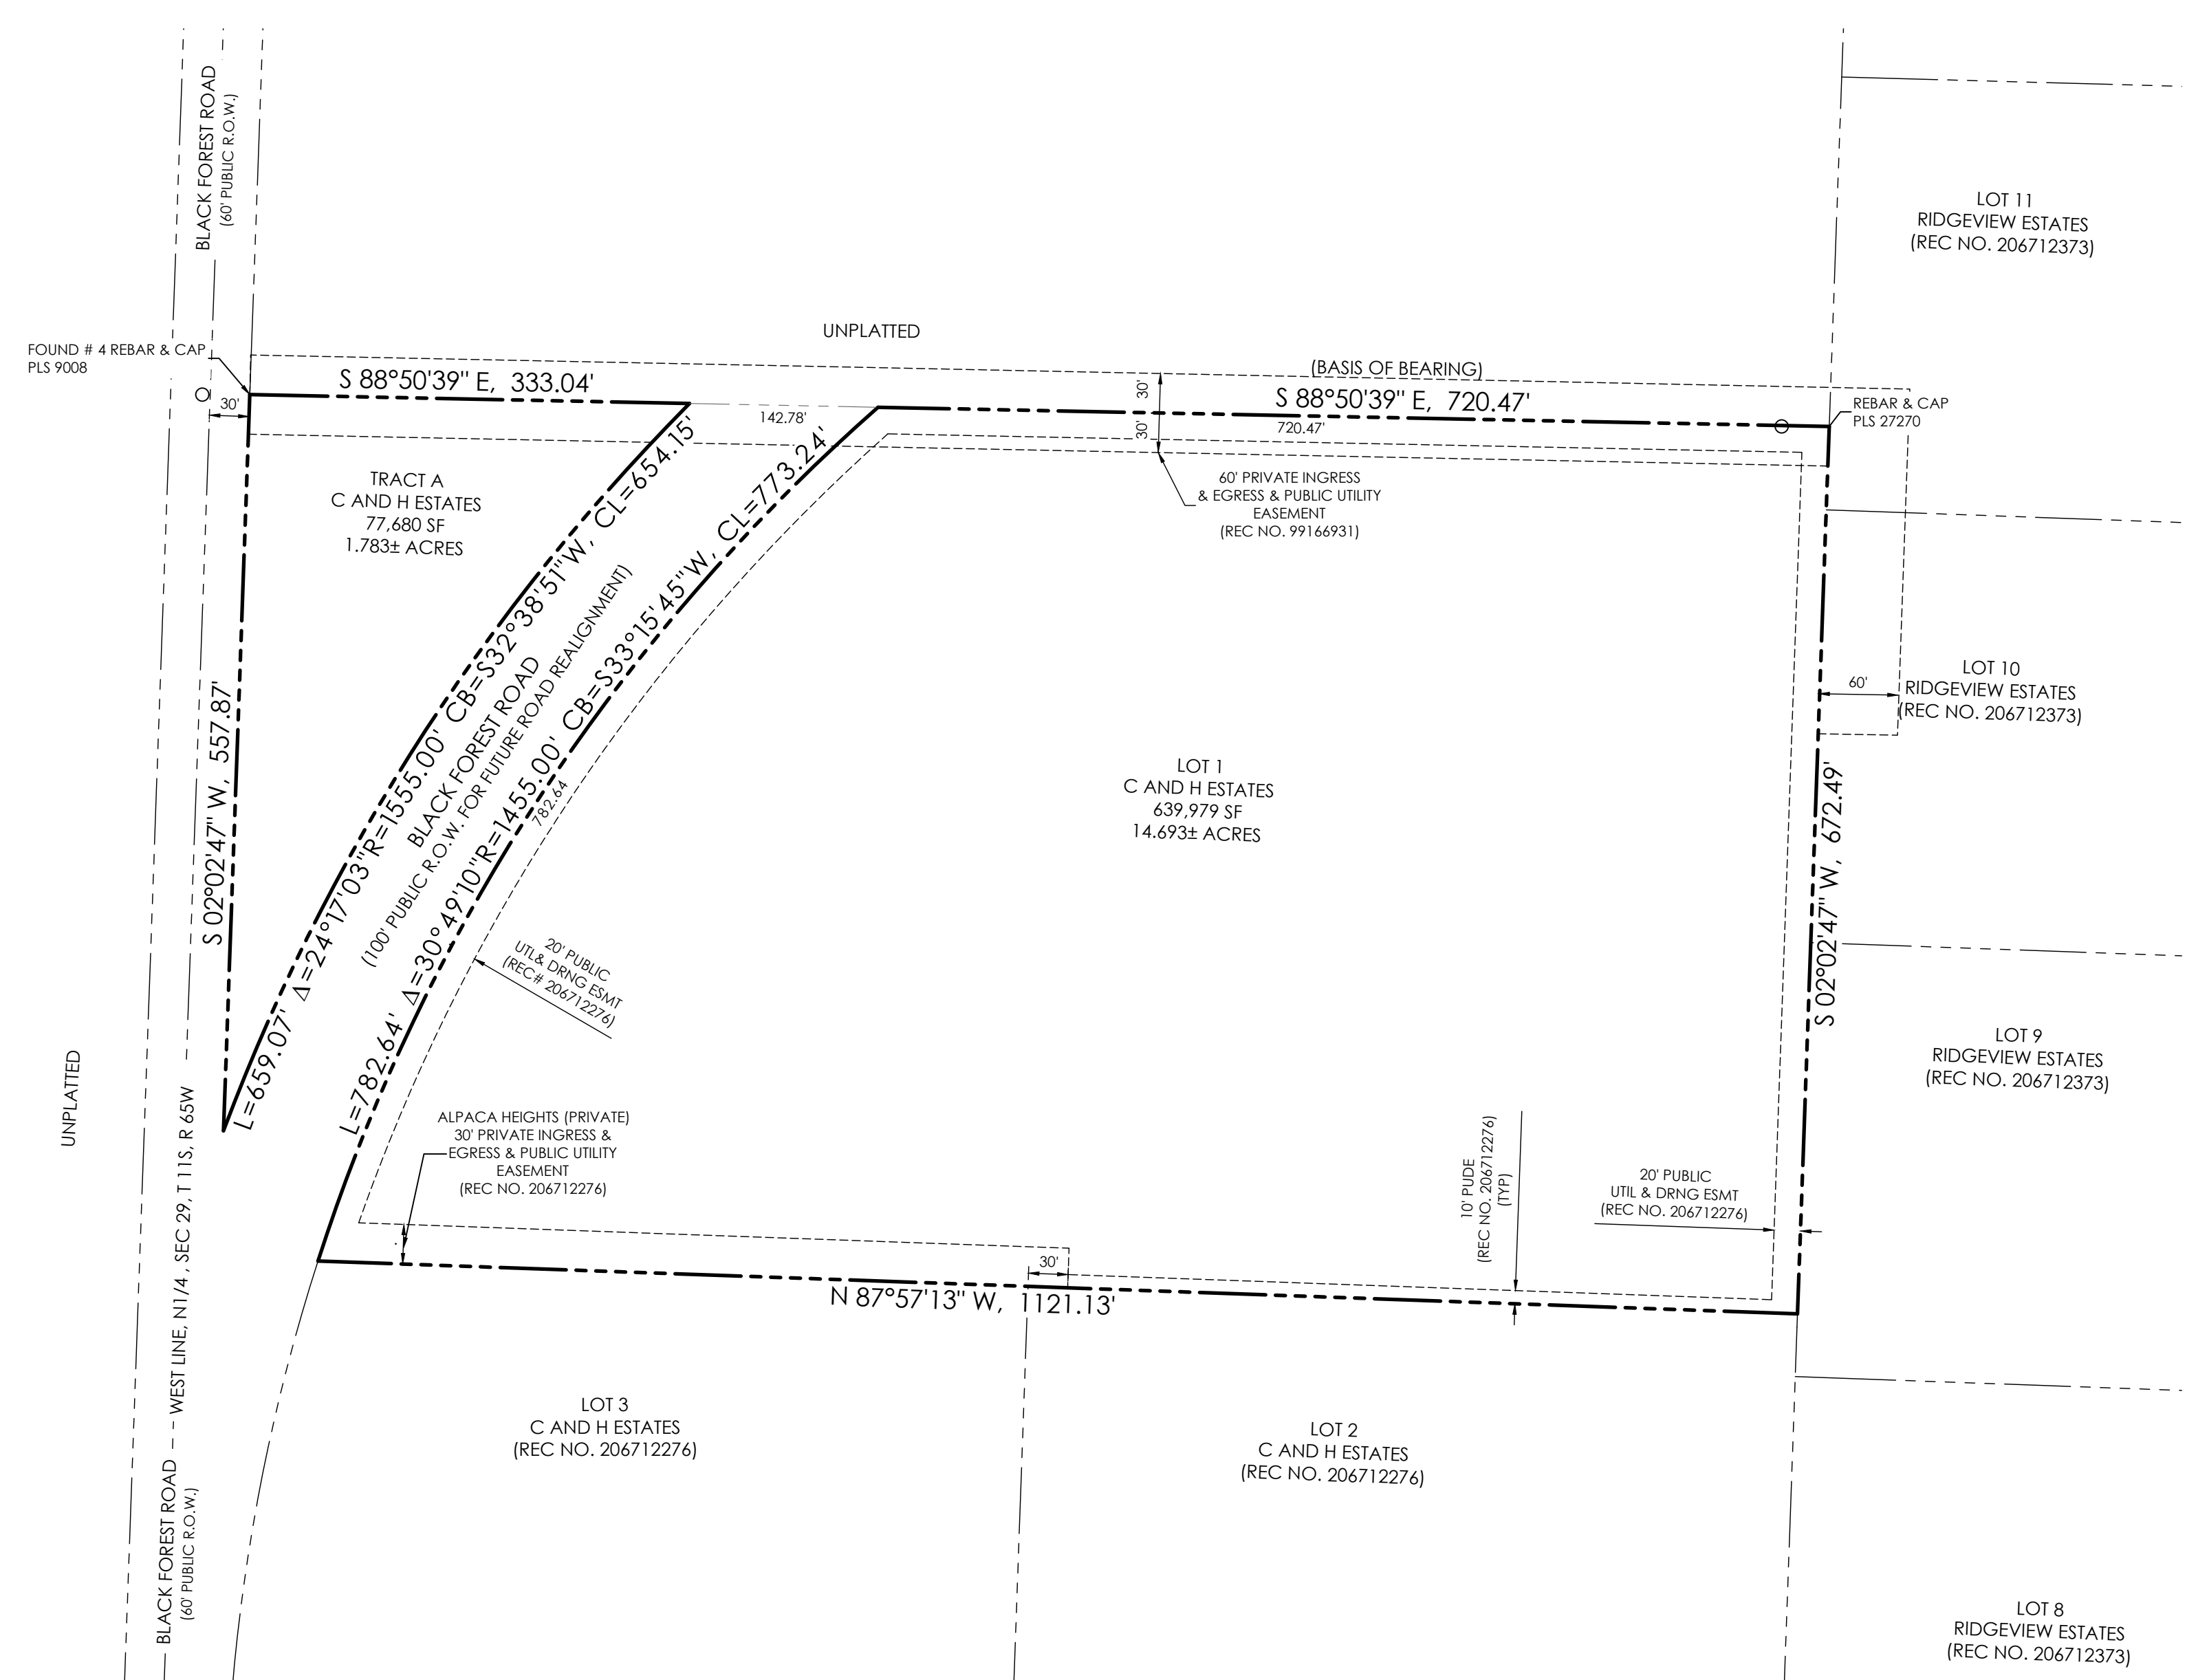 BLACK FOREST ROAD
(60' PUBLIC R.O.W.)
LOT 11
RIDGEVIEW ESTATES
(REC NO. 206712373)
UNPLATTED
FOUND # 4 REBAR & CAP
PLS 9008
30'
S 88°50'39" E, 333.04'
142.78'
(BASIS OF BEARING)
S 88°50'39" E, 720.47'
720.47'
30'
30'
REBAR & CAP
PLS 27270
60' PRIVATE INGRESS
& EGRESS & PUBLIC UTILITY
EASEMENT
(REC NO. 99166931)
TRACT A
C AND H ESTATES
77,680 SF
1.783± ACRES
S 02°02'47" W, 557.87'
L=659.07' Δ=24°17'03"R=1555.00' CB=S32°38'51"W, CL=654.15'
BLACK FOREST ROAD
(100' PUBLIC R.O.W. FOR FUTURE ROAD REALIGNMENT)
L=782.64' Δ=30°49'10"R=1455.00' CB=S33°15'45"W, CL=773.24'
782.64
LOT 1
C AND H ESTATES
639,979 SF
14.693± ACRES
60'
LOT 10
RIDGEVIEW ESTATES
(REC NO. 206712373)
S 02°02'47" W, 672.49'
20' PUBLIC
UTL& DRNG ESMT
(REC# 206712276)
LOT 9
RIDGEVIEW ESTATES
(REC NO. 206712373)
UNPLATTED
WEST LINE, N1/4 , SEC 29, T 11S, R 65W
ALPACA HEIGHTS (PRIVATE)
30' PRIVATE INGRESS &
EGRESS & PUBLIC UTILITY
EASEMENT
(REC NO. 206712276)
10' PUDE
(REC NO. 206712276)
(TYP)
20' PUBLIC
UTIL & DRNG ESMT
(REC NO. 206712276)
30'
N 87°57'13" W, 1121.13'
LOT 3
C AND H ESTATES
(REC NO. 206712276)
LOT 2
C AND H ESTATES
(REC NO. 206712276)
BLACK FOREST ROAD
(60' PUBLIC R.O.W.)
LOT 8
RIDGEVIEW ESTATES
(REC NO. 206712373)